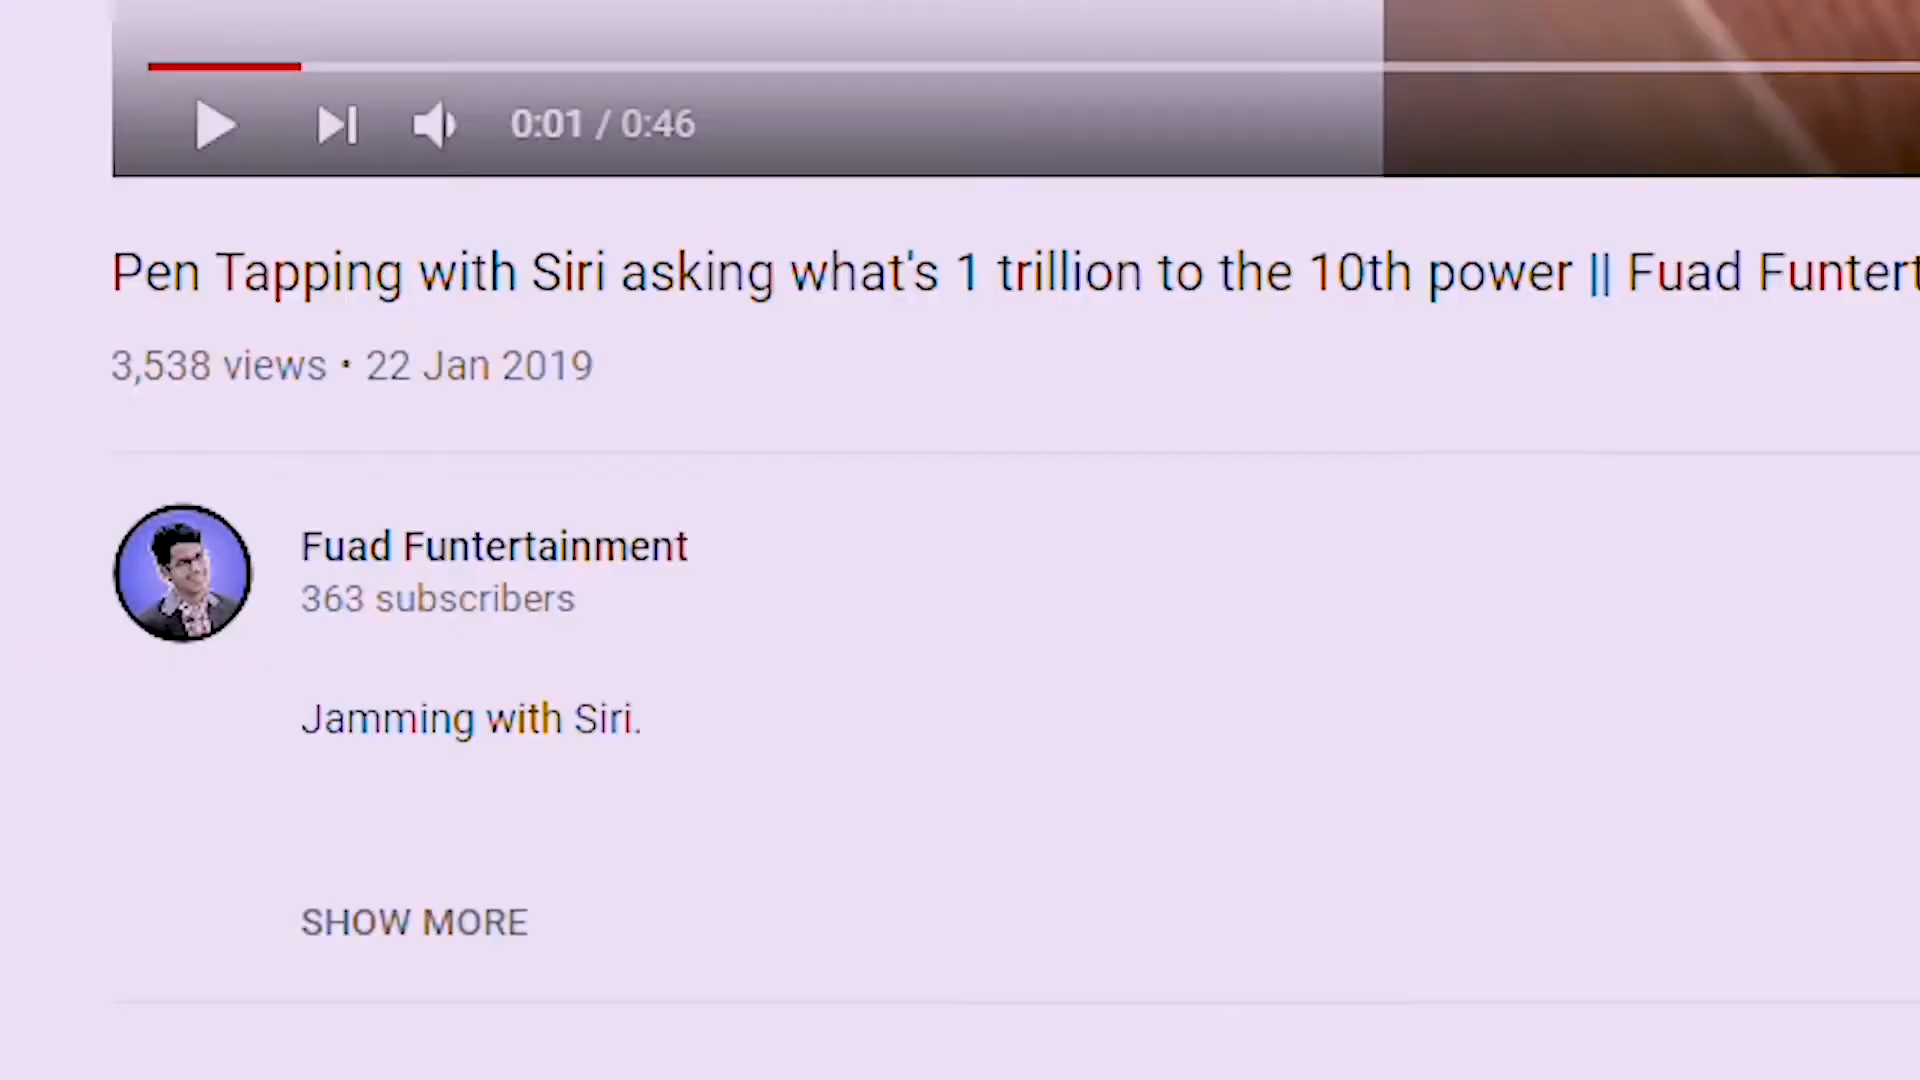 0:01 / 0:46
Pen Tapping with Siri asking what's 1 trillion to the 10th power || Fuad Funtert
3,538 views • 22 Jan 2019
Fuad Funtertainment
363 subscribers
Jamming with Siri.
SHOW MORE